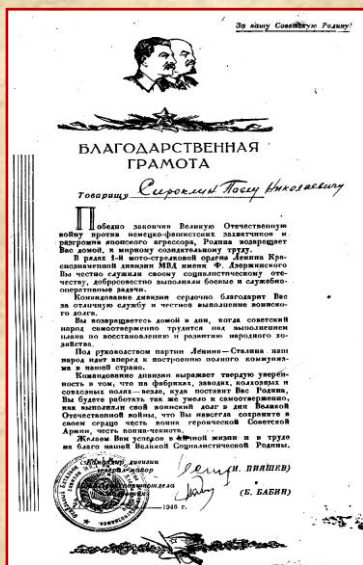 За нашу Советскую Родину!
БЛАГОДАРСТВЕННАЯ
ГРАМОТА
Товарищу Николаевичу
Победно закончив Великую Отечественную
войну против немецко-фашистских захватчиков и
разгромив японского агрессора, Родина возвращает
Вас домой, к мирному созидательному труду.
В рядах 1-й мото-стрелковой ордена Ленина Кра-
снознаменной дивизии МВД имени Ф. Дзержинского
Вы честно служили своему социалистическому оте-
честву, добросовестно выполняли боевые и служебно-
оперативные задачи.
Командование дивизии сердечно благодарит Вас
за отличную службу и честное выполнение воинско-
го долга.
Вы возвращаетесь домой в дни, когда советский
народ самоотверженно трудится над выполнением
плана по восстановлению и развитию народного хо-
зяйства.
Под руководством партии Ленина—Сталина наш
народ идет вперед к построению полного коммуниз-
ма в нашей стране.
Командование дивизии выражает твердую уверен-
ность в том, что на фабриках, заводах, колхозных и
совхозных полях—везде, куда пошлет Вас Родина,
Вы будете работать так же умело и самоотверженно,
как выполняли свой воинский долг в дни Великой
Отечественной войны, что Вы навсегда сохраните в
своем сердце честь воина героической Советской
Армии, честь воина-чекиста.
Желаем Вам успехов в личной жизни и в труде
на благо нашей Великой Социалистической Родины.
Командир дивизии
генерал-майор (И. ПИЯШЕВ)
(Б. БАБИН)
1946 г.